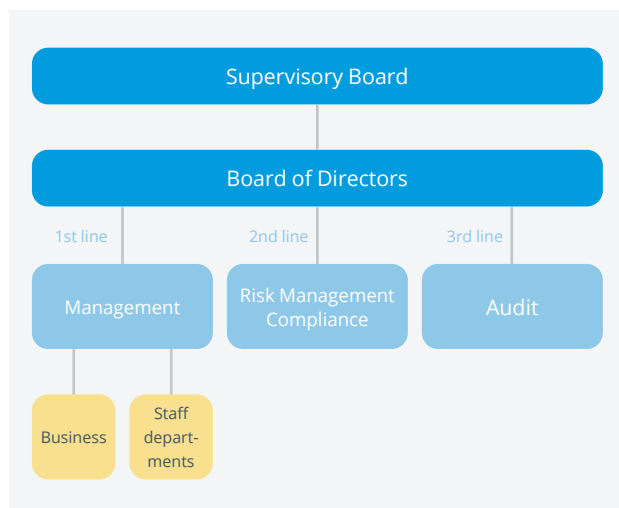 Supervisory Board
Board of Directors
1st line
2nd line
3rd line
Management
Risk Management
Compliance
Audit
Business
Staff
depart-
ments